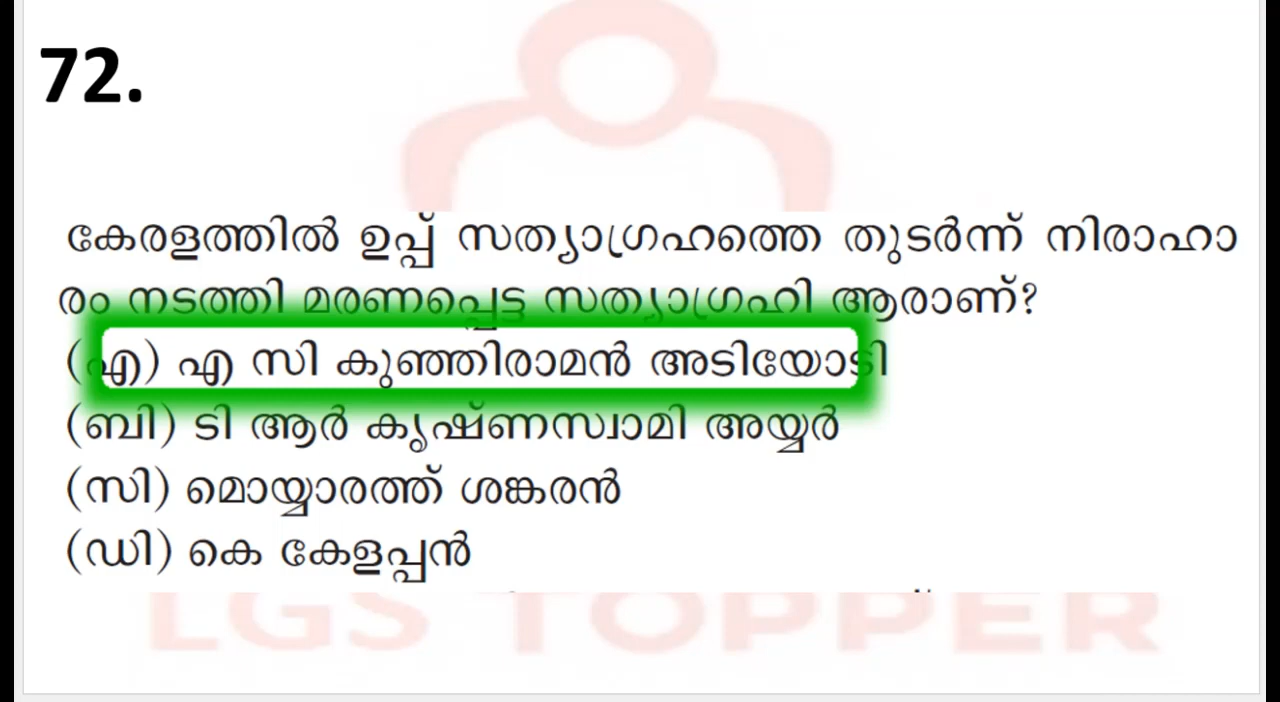 72.
കേരളത്തിൽ ഉപ്പ് സത്യാഗ്രഹത്തെ തുടർന്ന് നിരാഹാ
രം നടത്തി മരണപ്പെട്ട സത്യാഗ്രഹി ആരാണ്?
(എ) എ സി കുഞ്ഞിരാമൻ അടിയോടി
(ബി) ടി ആർ കൃഷ്ണസ്വാമി അയ്യർ
(സി) മൊയ്യാരത്ത് ശങ്കരൻ
(ഡി) കെ കേളപ്പൻ
LGS TOPPER